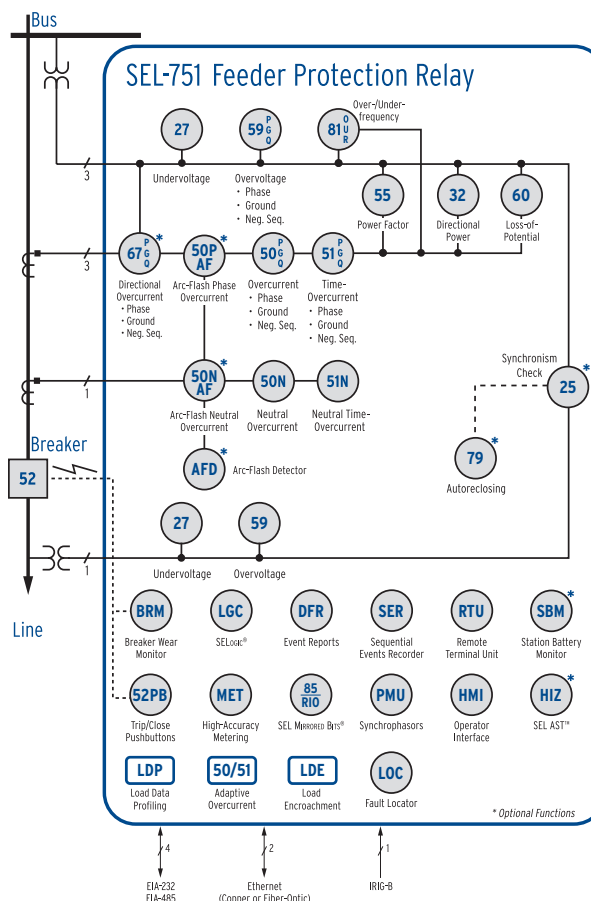 Bus
SEL-751 Feeder Protection Relay
27
Undervoltage
59 P G Q
Overvoltage
· Phase
· Ground
· Neg. Seq.
81 O U R
Over-/Under-
frequency
3
55
Power Factor
32
Directional
Power
60
Loss-of-
Potential
3
67 P G Q *
Directional
Overcurrent
· Phase
· Ground
· Neg. Seq.
50P
AF *
Arc-Flash Phase
Overcurrent
50 P G Q
Overcurrent
· Phase
· Ground
· Neg. Seq.
51 P G Q
Time-
Overcurrent
· Phase
· Ground
· Neg. Seq.
1
50N
AF *
Arc-Flash Neutral
Overcurrent
50N
Neutral
Overcurrent
51N
Neutral Time-
Overcurrent
Synchronism
Check
25 *
79 *
Autoreclosing
AFD *
Arc-Flash Detector
Breaker
52
27
Undervoltage
59
Overvoltage
1
Line
BRM
Breaker Wear
Monitor
LGC
SELOGIC®
DFR
Event Reports
SER
Sequential
Events Recorder
RTU
Remote
Terminal Unit
SBM *
Station Battery
Monitor
52PB
Trip/Close
Pushbuttons
MET
High-Accuracy
Metering
85
RIO
SEL MIRRORED BITS®
PMU
Synchrophasors
HMI
Operator
Interface
HIZ *
SEL AST™
LDP
Load Data
Profiling
50/51
Adaptive
Overcurrent
LDE
Load
Encroachment
LOC
Fault Locator
* Optional Functions
4
EIA-232
EIA-485
2
Ethernet
(Copper or Fiber-Optic)
1
IRIG-B